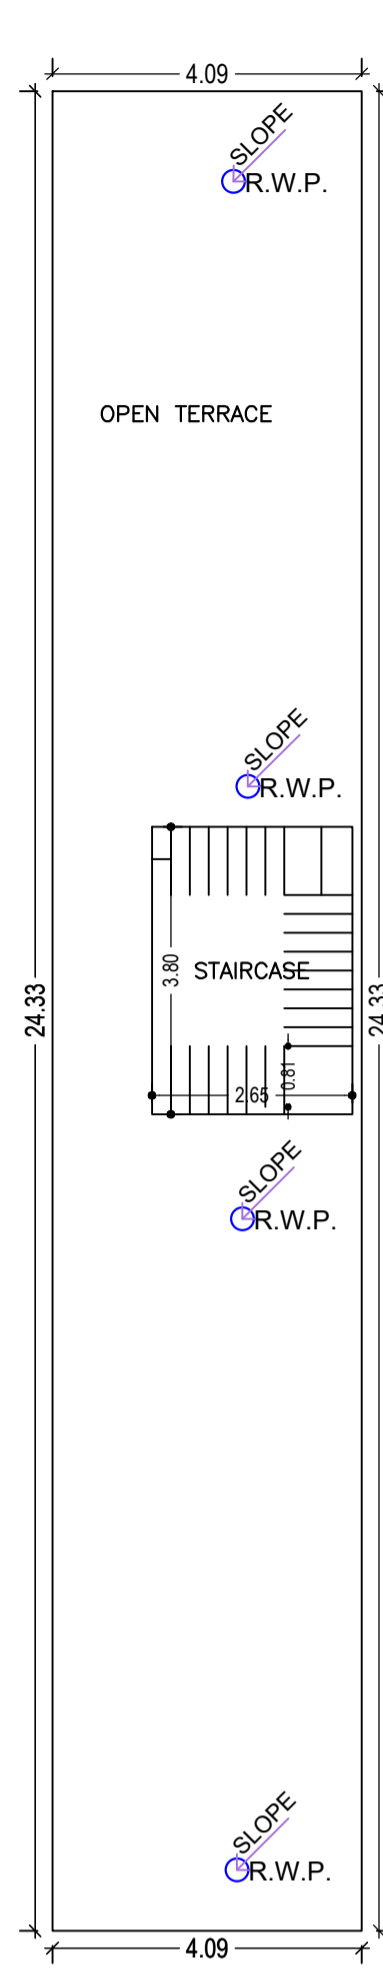 4.09
SLOPE
R.W.P.
OPEN TERRACE
SLOPE
R.W.P.
3.80
STAIRCASE
24.33
24.33
0.81
2.65
SLOPE
R.W.P.
SLOPE
R.W.P.
4.09